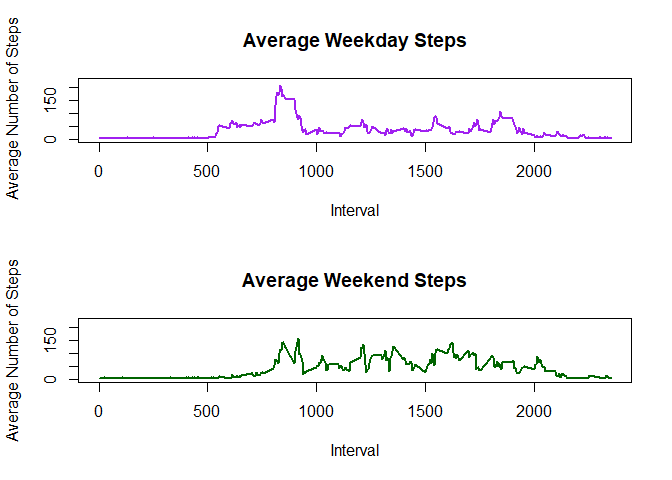 Average Weekday Steps
Average Number of Steps
150
0
0 500 1000 1500 2000
Interval
Average Weekend Steps
Average Number of Steps
150
0
0 500 1000 1500 2000
Interval